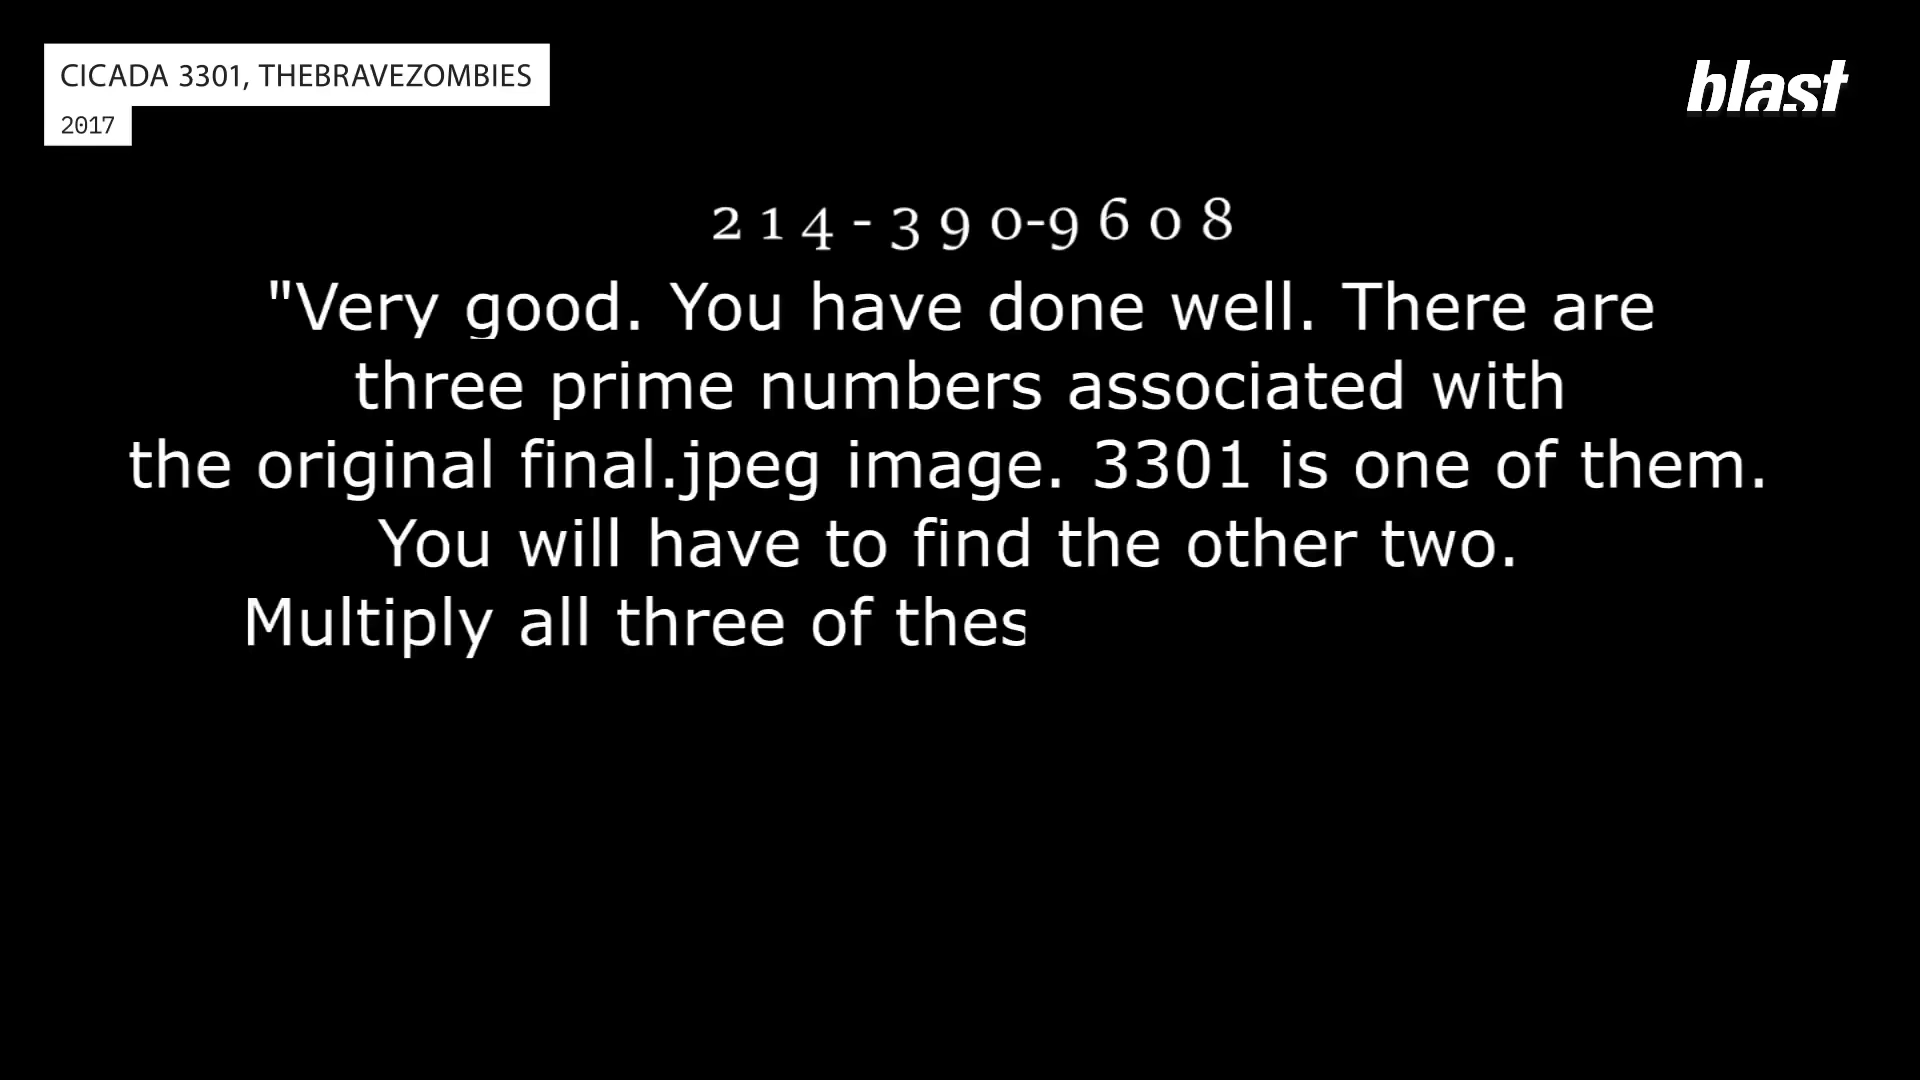 CICADA 3301, THEBRAVEZOMBIES
2017
blast
214-390-9608
"Very good. You have done well. There are
three prime numbers associated with
the original final.jpeg image. 3301 is one of them.
You will have to find the other two.
Multiply all three of thes